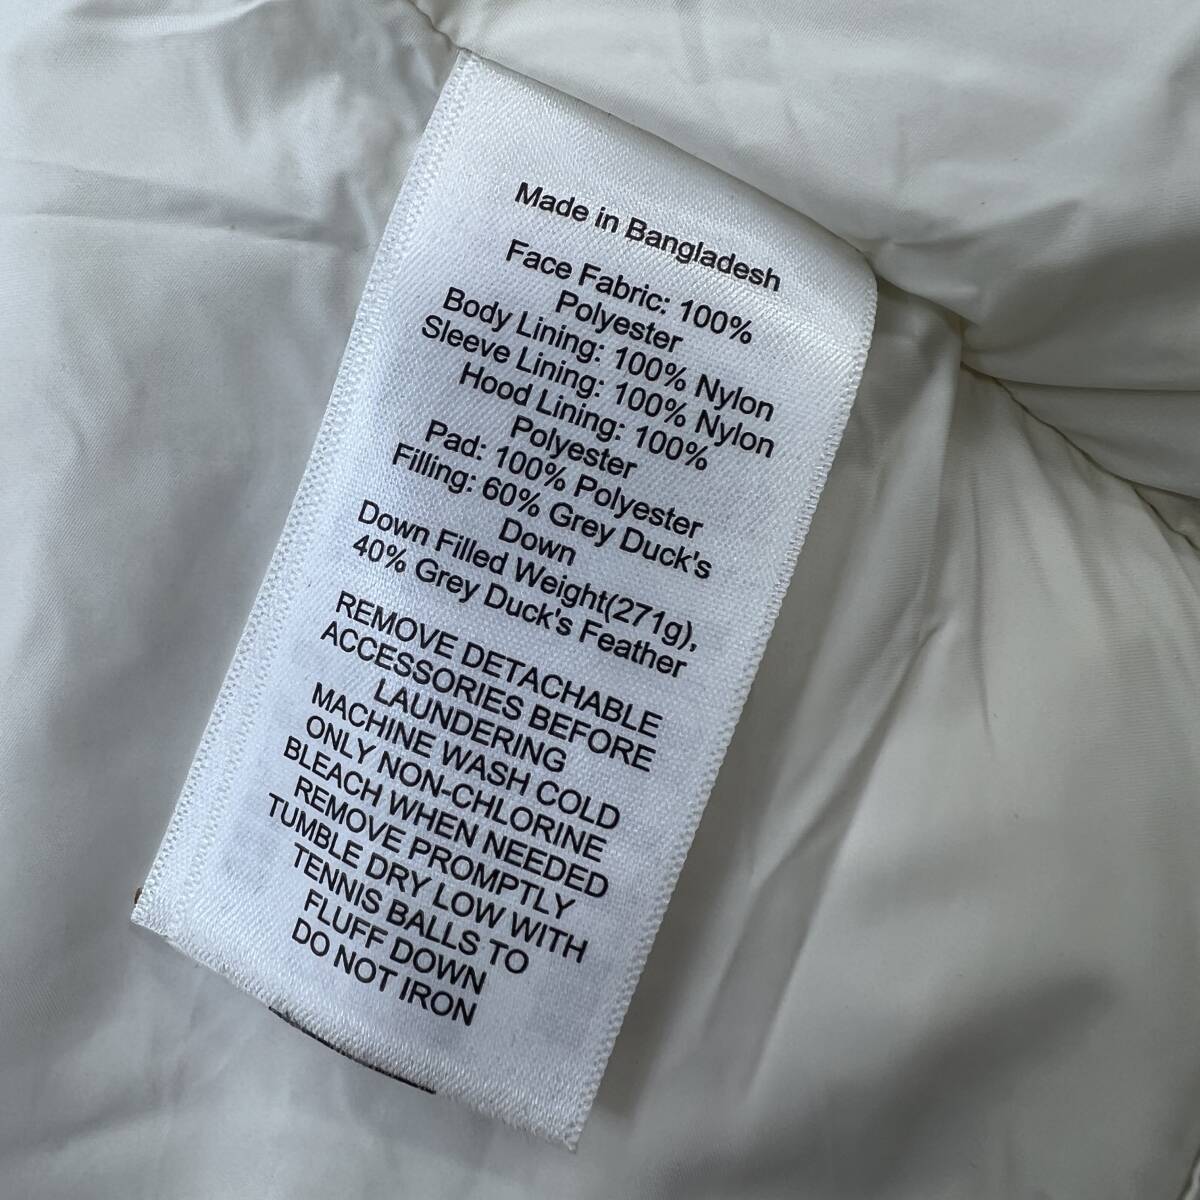 Made in Bangladesh
Face Fabric: 100%
Polyester
Body Lining: 100% Nylon
Sleeve Lining: 100% Nylon
Hood Lining: 100%
Polyester
Pad: 100% Polyester
Filling: 60% Grey Duck's
Down
Down Filled Weight(271g),
40% Grey Duck's Feather
REMOVE DETACHABLE
ACCESSORIES BEFORE
LAUNDERING
MACHINE WASH COLD
ONLY NON-CHLORINE
BLEACH WHEN NEEDED
REMOVE PROMPTLY
TUMBLE DRY LOW WITH
TENNIS BALLS TO
FLUFF DOWN
DO NOT IRON